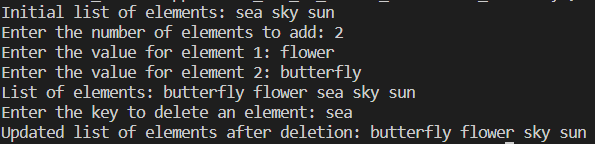 Initial list of elements: sea sky sun
Enter the number of elements to add: 2
Enter the value for element 1: flower
Enter the value for element 2: butterfly
List of elements: butterfly flower sea sky sun
Enter the key to delete an element: sea
Updated list of elements after deletion: butterfly flower sky sun